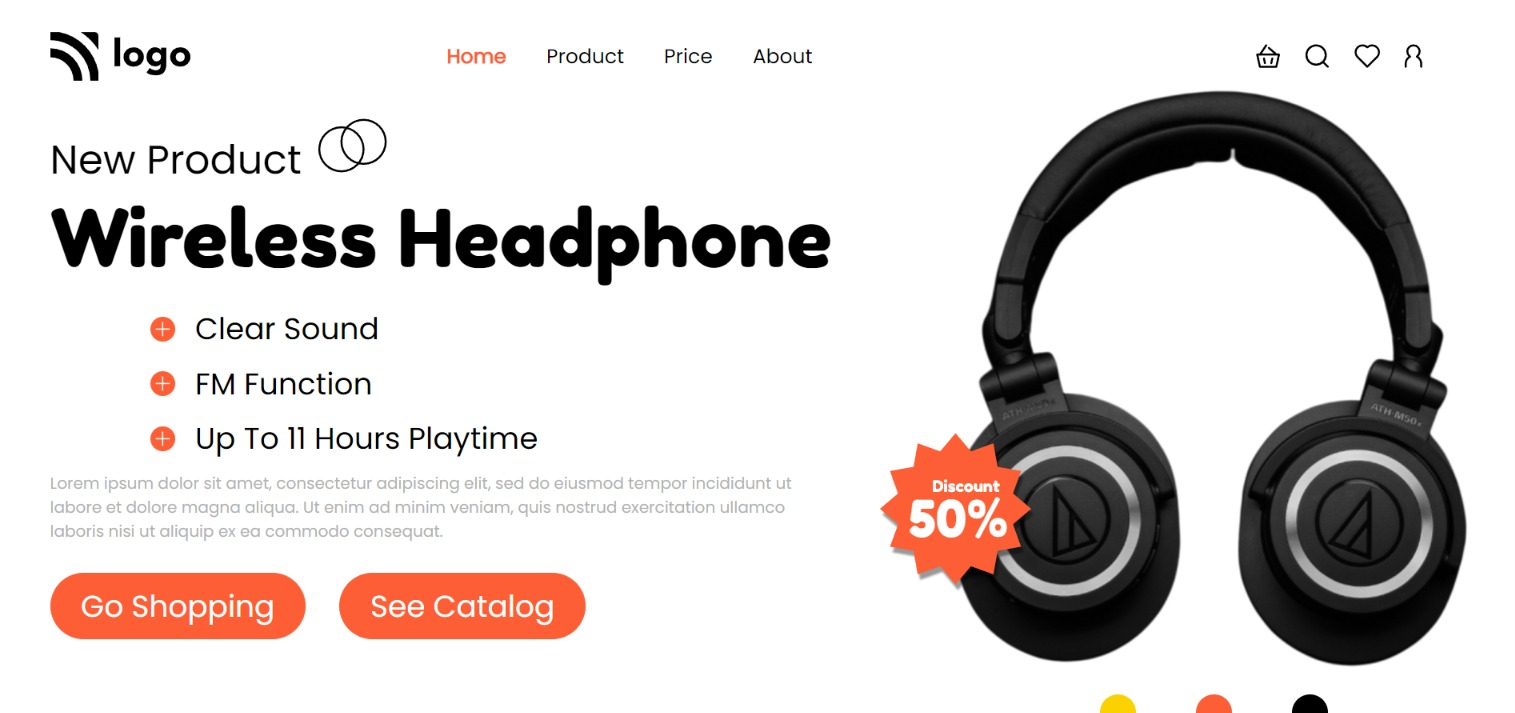 logo
Home Product Price About
New Product
Wireless Headphone
Clear Sound
FM Function
Up To 11 Hours Playtime
Lorem ipsum dolor sit amet, consectetur adipiscing elit, sed do eiusmod tempor incididunt ut
labore et dolore magna aliqua. Ut enim ad minim veniam, quis nostrud exercitation ullamco
laboris nisi ut aliquip ex ea commodo consequat.
Go Shopping See Catalog
Discount
50%
ATH-M50x
ATH-M50x